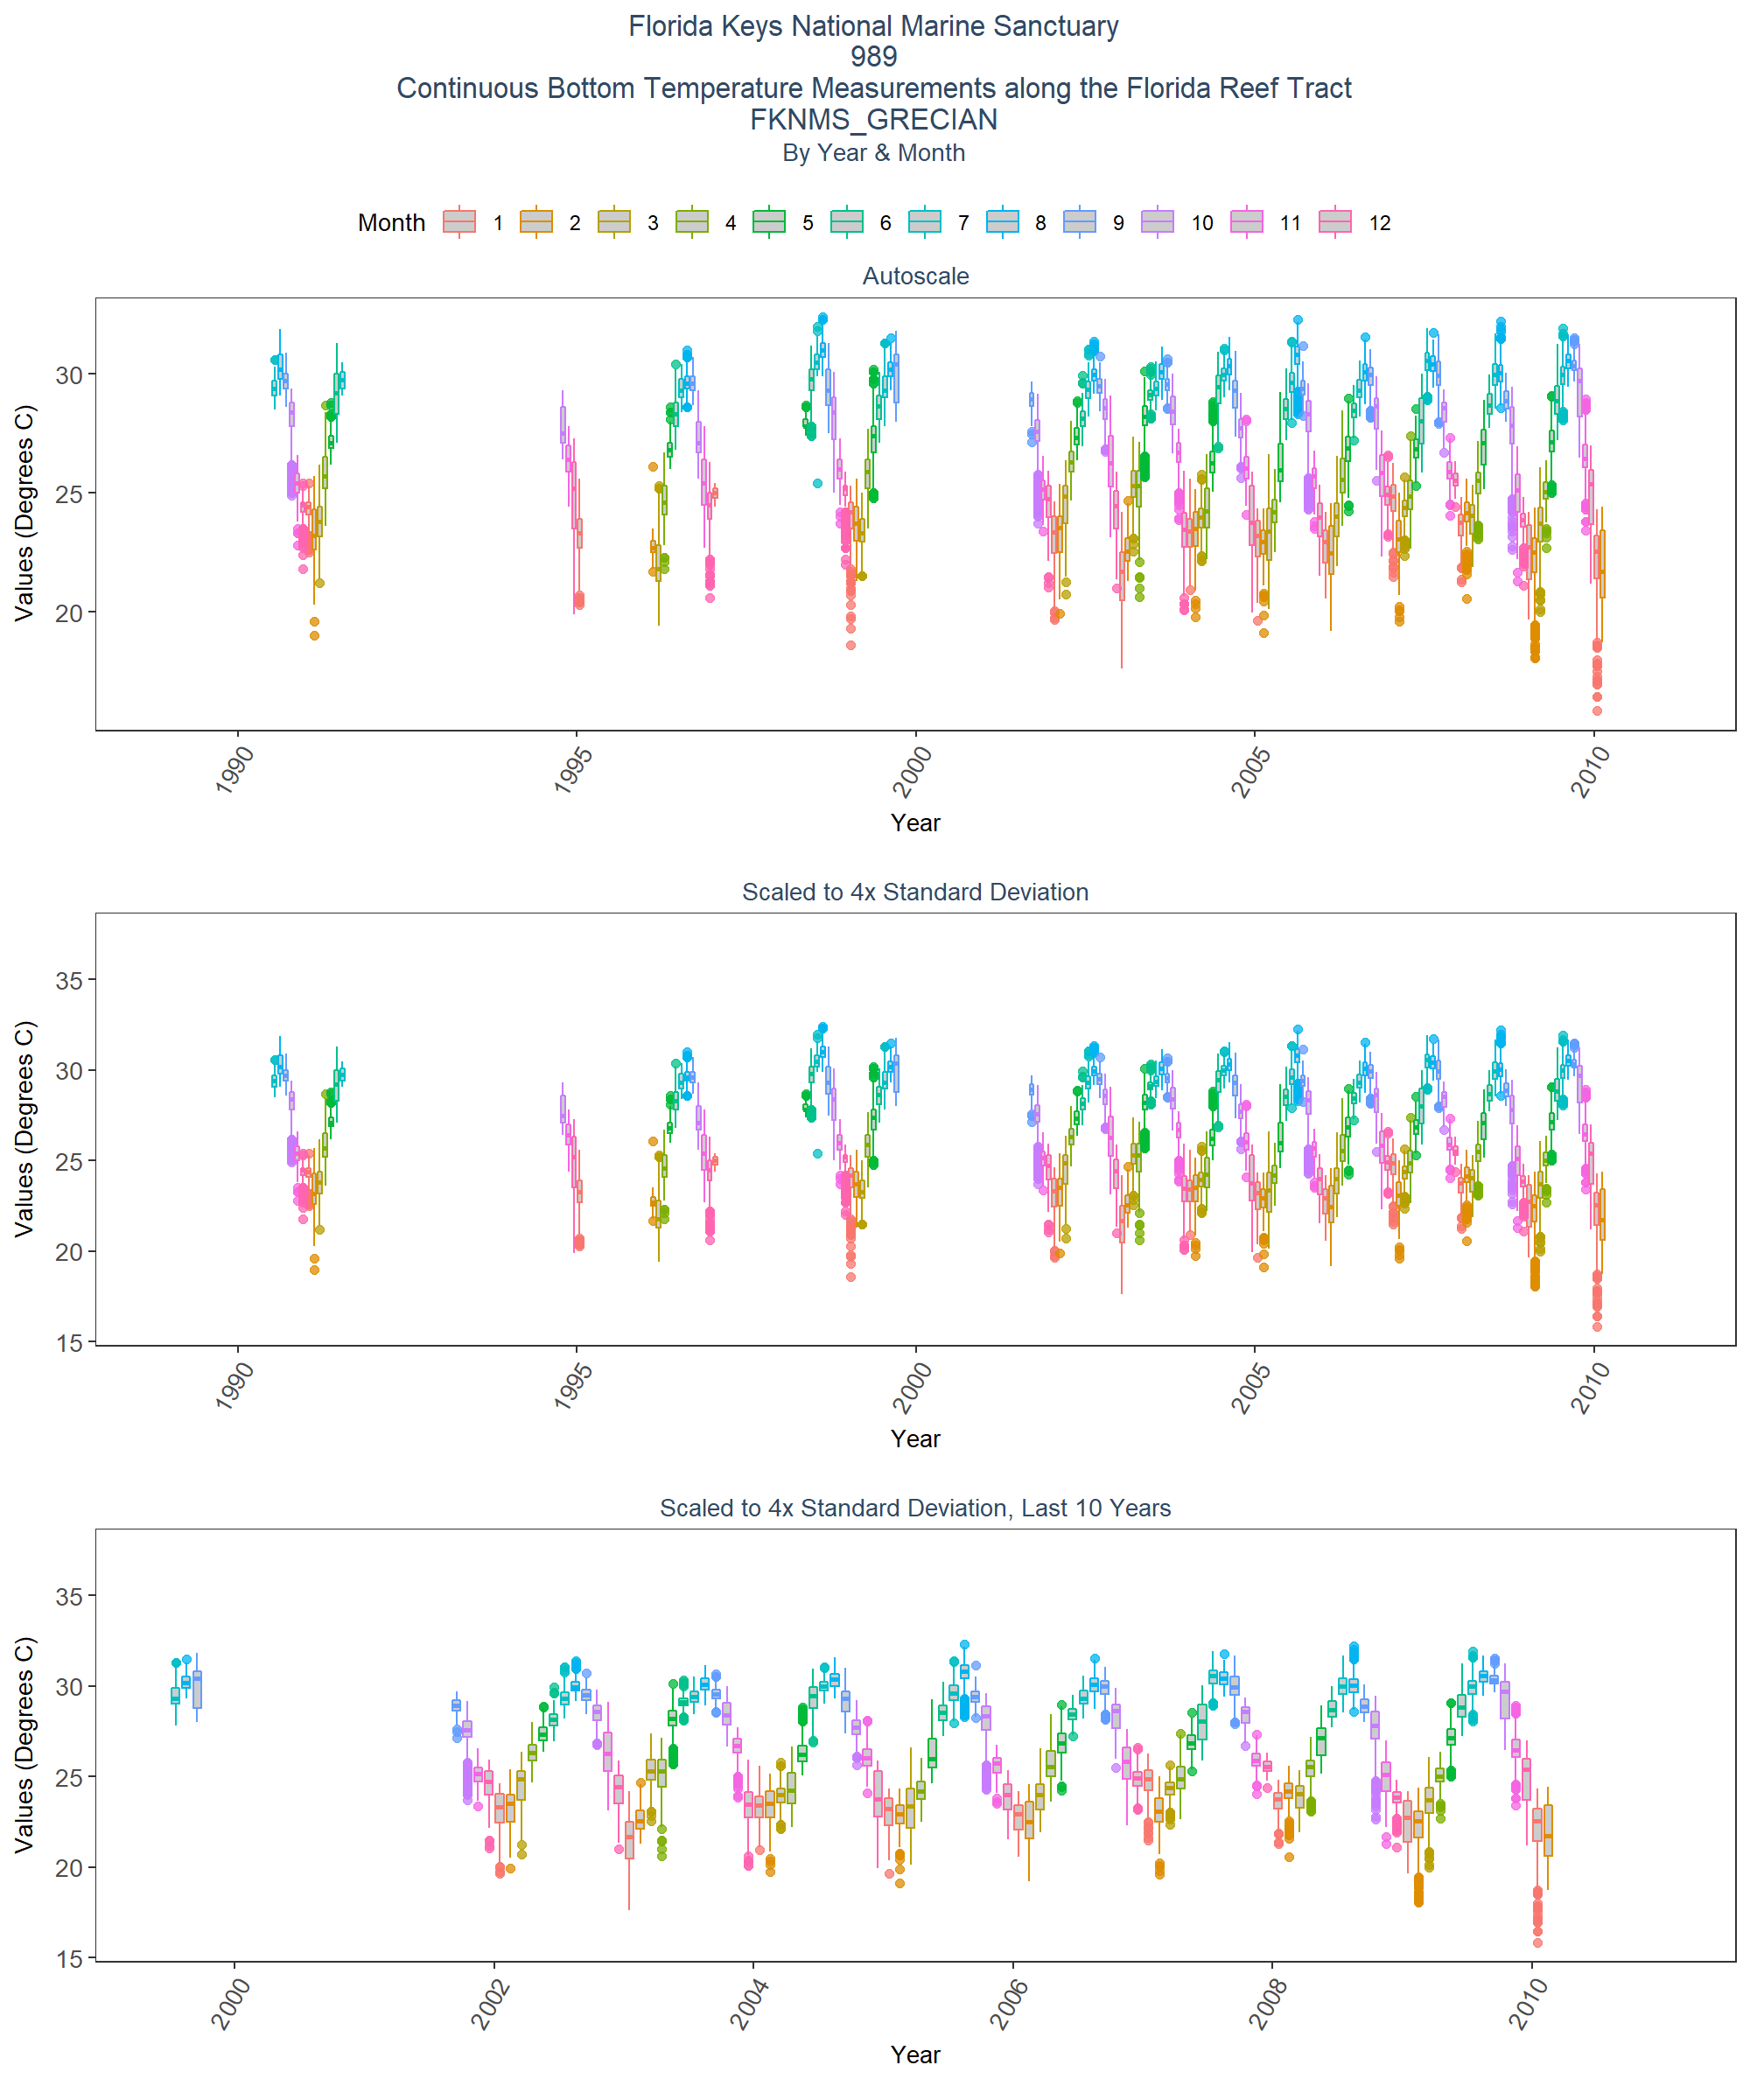 Florida Keys National Marine Sanctuary
989
Continuous Bottom Temperature Measurements along the Florida Reef Tract
FKNMS_GRECIAN
By Year & Month
Month 1 2 3 4 5 6 7 8 9 10 11 12
Autoscale
Values (Degrees C)
30
25
20
1990 1995 2000 2005 2010
Year
Scaled to 4x Standard Deviation
Values (Degrees C)
35
30
25
20
15
1990 1995 2000 2005 2010
Year
Scaled to 4x Standard Deviation, Last 10 Years
Values (Degrees C)
35
30
25
20
15
2000 2002 2004 2006 2008 2010
Year